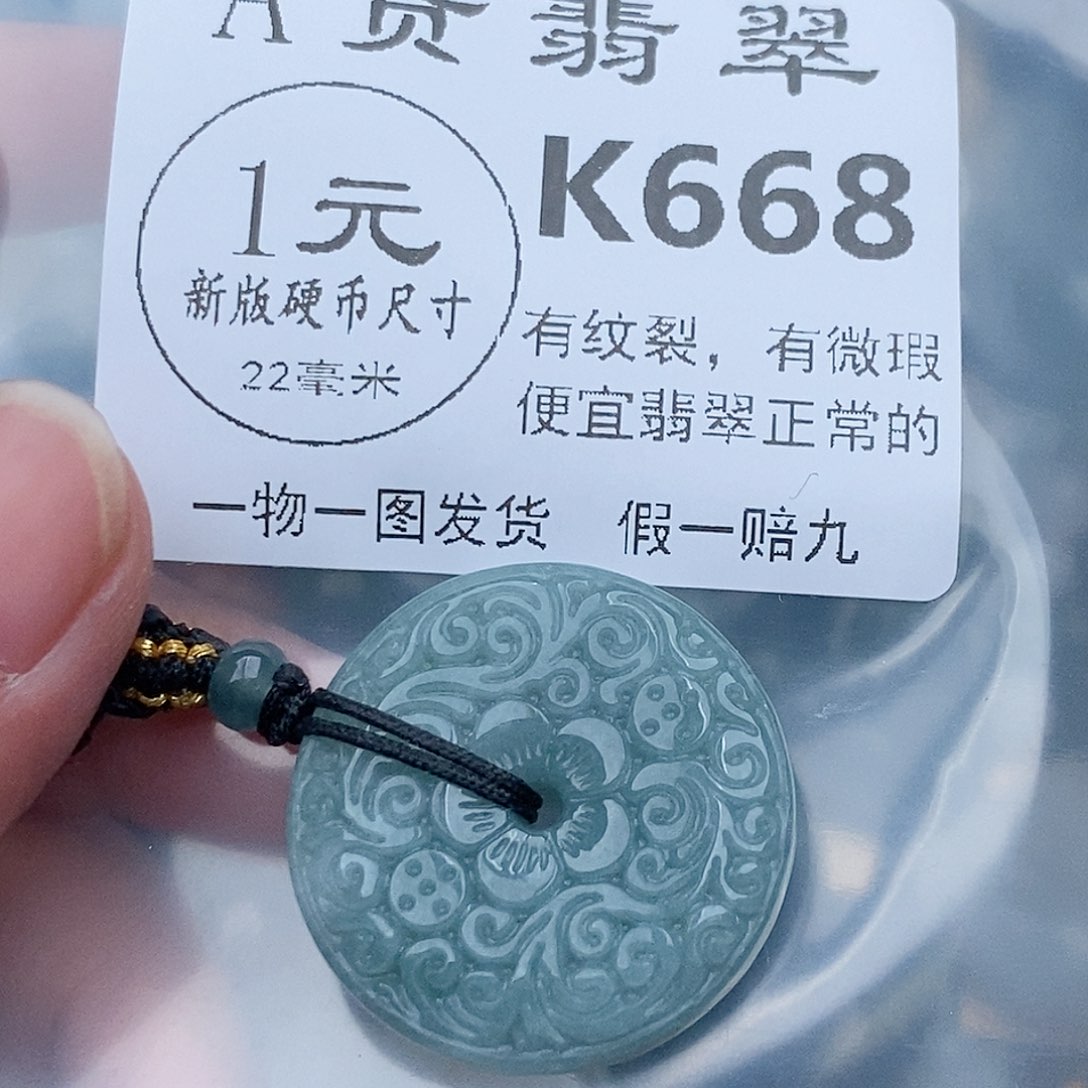 A货翡翠
1元
新版硬币尺寸
22毫米
K668
有纹裂，有微瑕
便宜翡翠正常的
一物一图发货 假一赔九